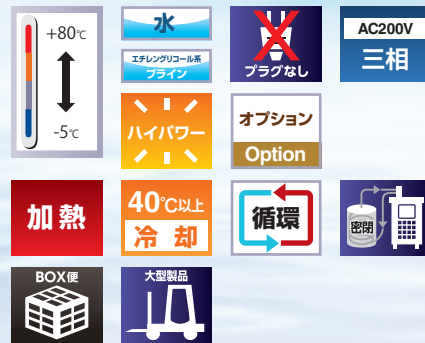 +80℃
-5℃
水
エチレングリコール系
ブライン
プラグなし
AC200V
三相
ハイパワー
オプション
Option
加熱
40℃以上
冷却
循環
密閉
BOX便
大型製品